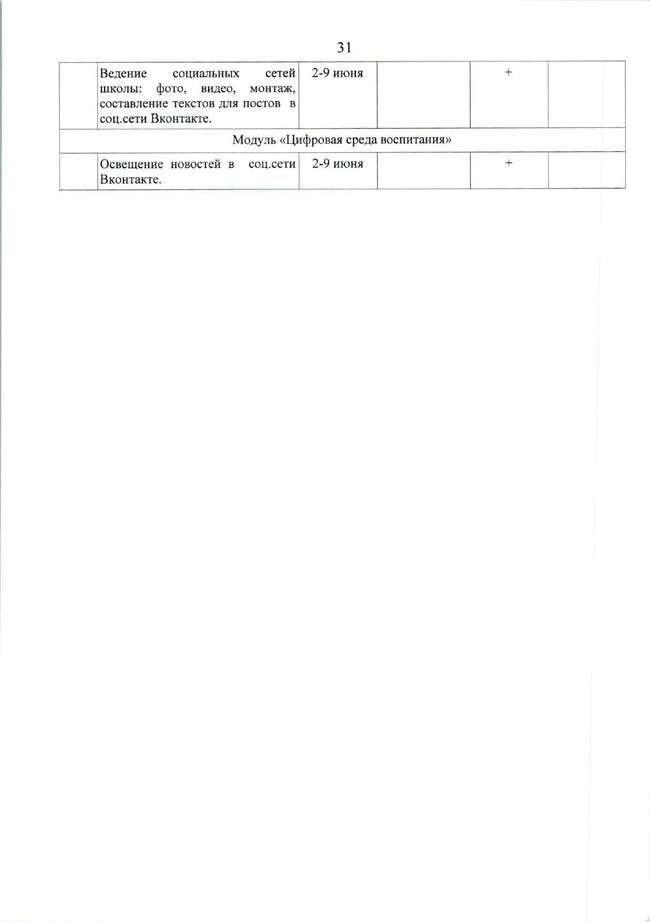 31
Ведение социальных сетей 2-9 июня +
школы: фото, видео, монтаж,
составление текстов для постов в
соц.сети Вконтакте.
Модуль «Цифровая среда воспитания»
Освещение новостей в соц.сети 2-9 июня +
Вконтакте.